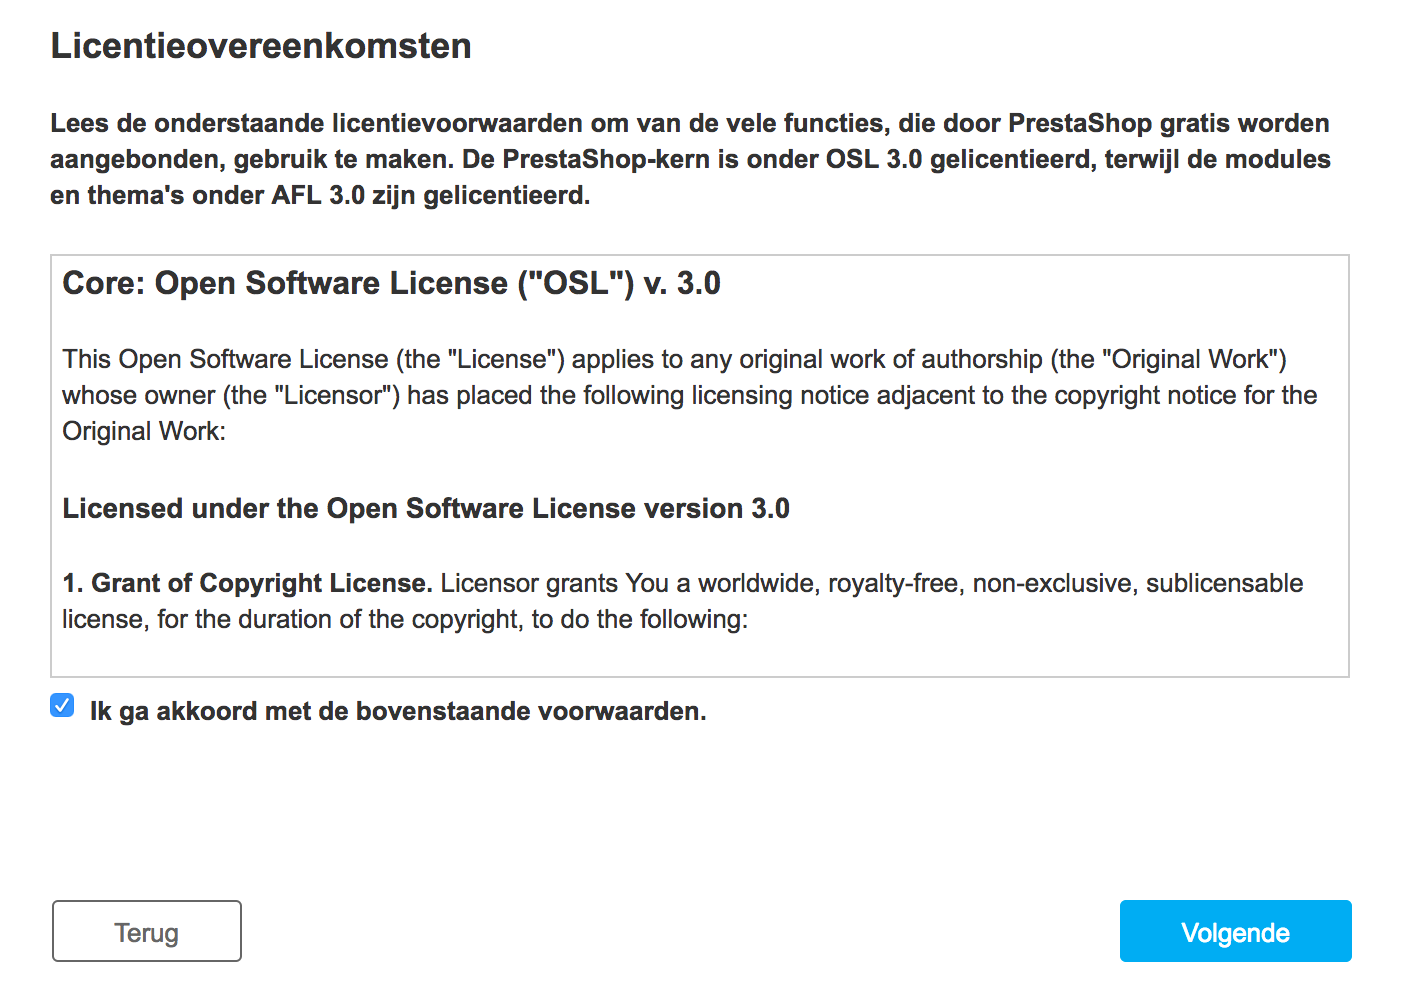 Licentieovereenkomsten
Lees de onderstaande licentievoorwaarden om van de vele functies, die door PrestaShop gratis worden
aangebonden, gebruik te maken. De PrestaShop-kern is onder OSL 3.0 gelicentieerd, terwijl de modules
en thema's onder AFL 3.0 zijn gelicentieerd.
Core: Open Software License ("OSL") v. 3.0
This Open Software License (the "License") applies to any original work of authorship (the "Original Work")
whose owner (the "Licensor") has placed the following licensing notice adjacent to the copyright notice for the
Original Work:
Licensed under the Open Software License version 3.0
1. Grant of Copyright License. Licensor grants You a worldwide, royalty-free, non-exclusive, sublicensable
license, for the duration of the copyright, to do the following:
Ik ga akkoord met de bovenstaande voorwaarden.
Terug
Volgende